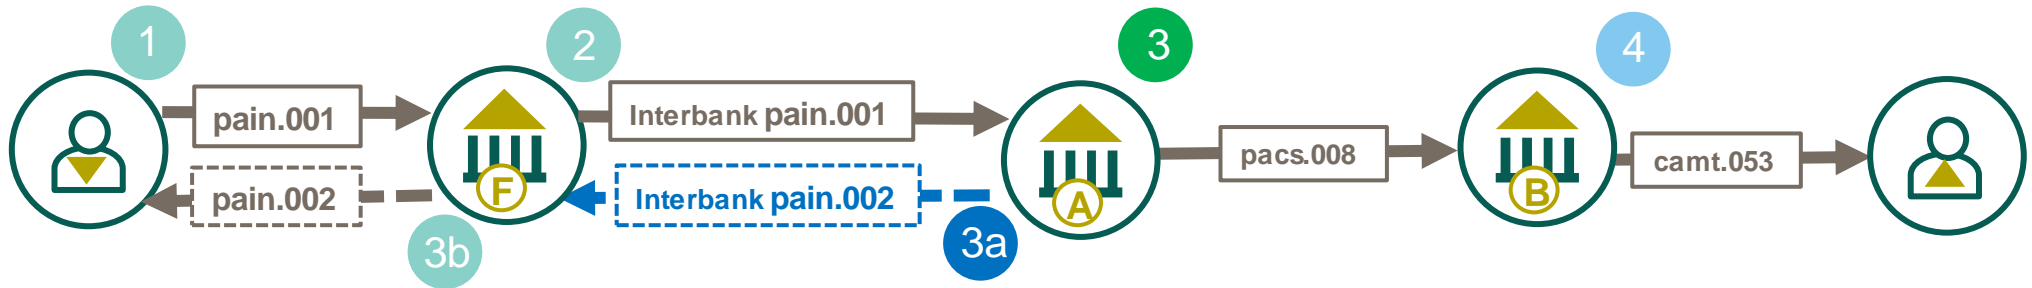 1
2
3
4
pain.001
Interbank pain.001
pacs.008
camt.053
pain.002
Interbank pain.002
F
A
B
3b
3a